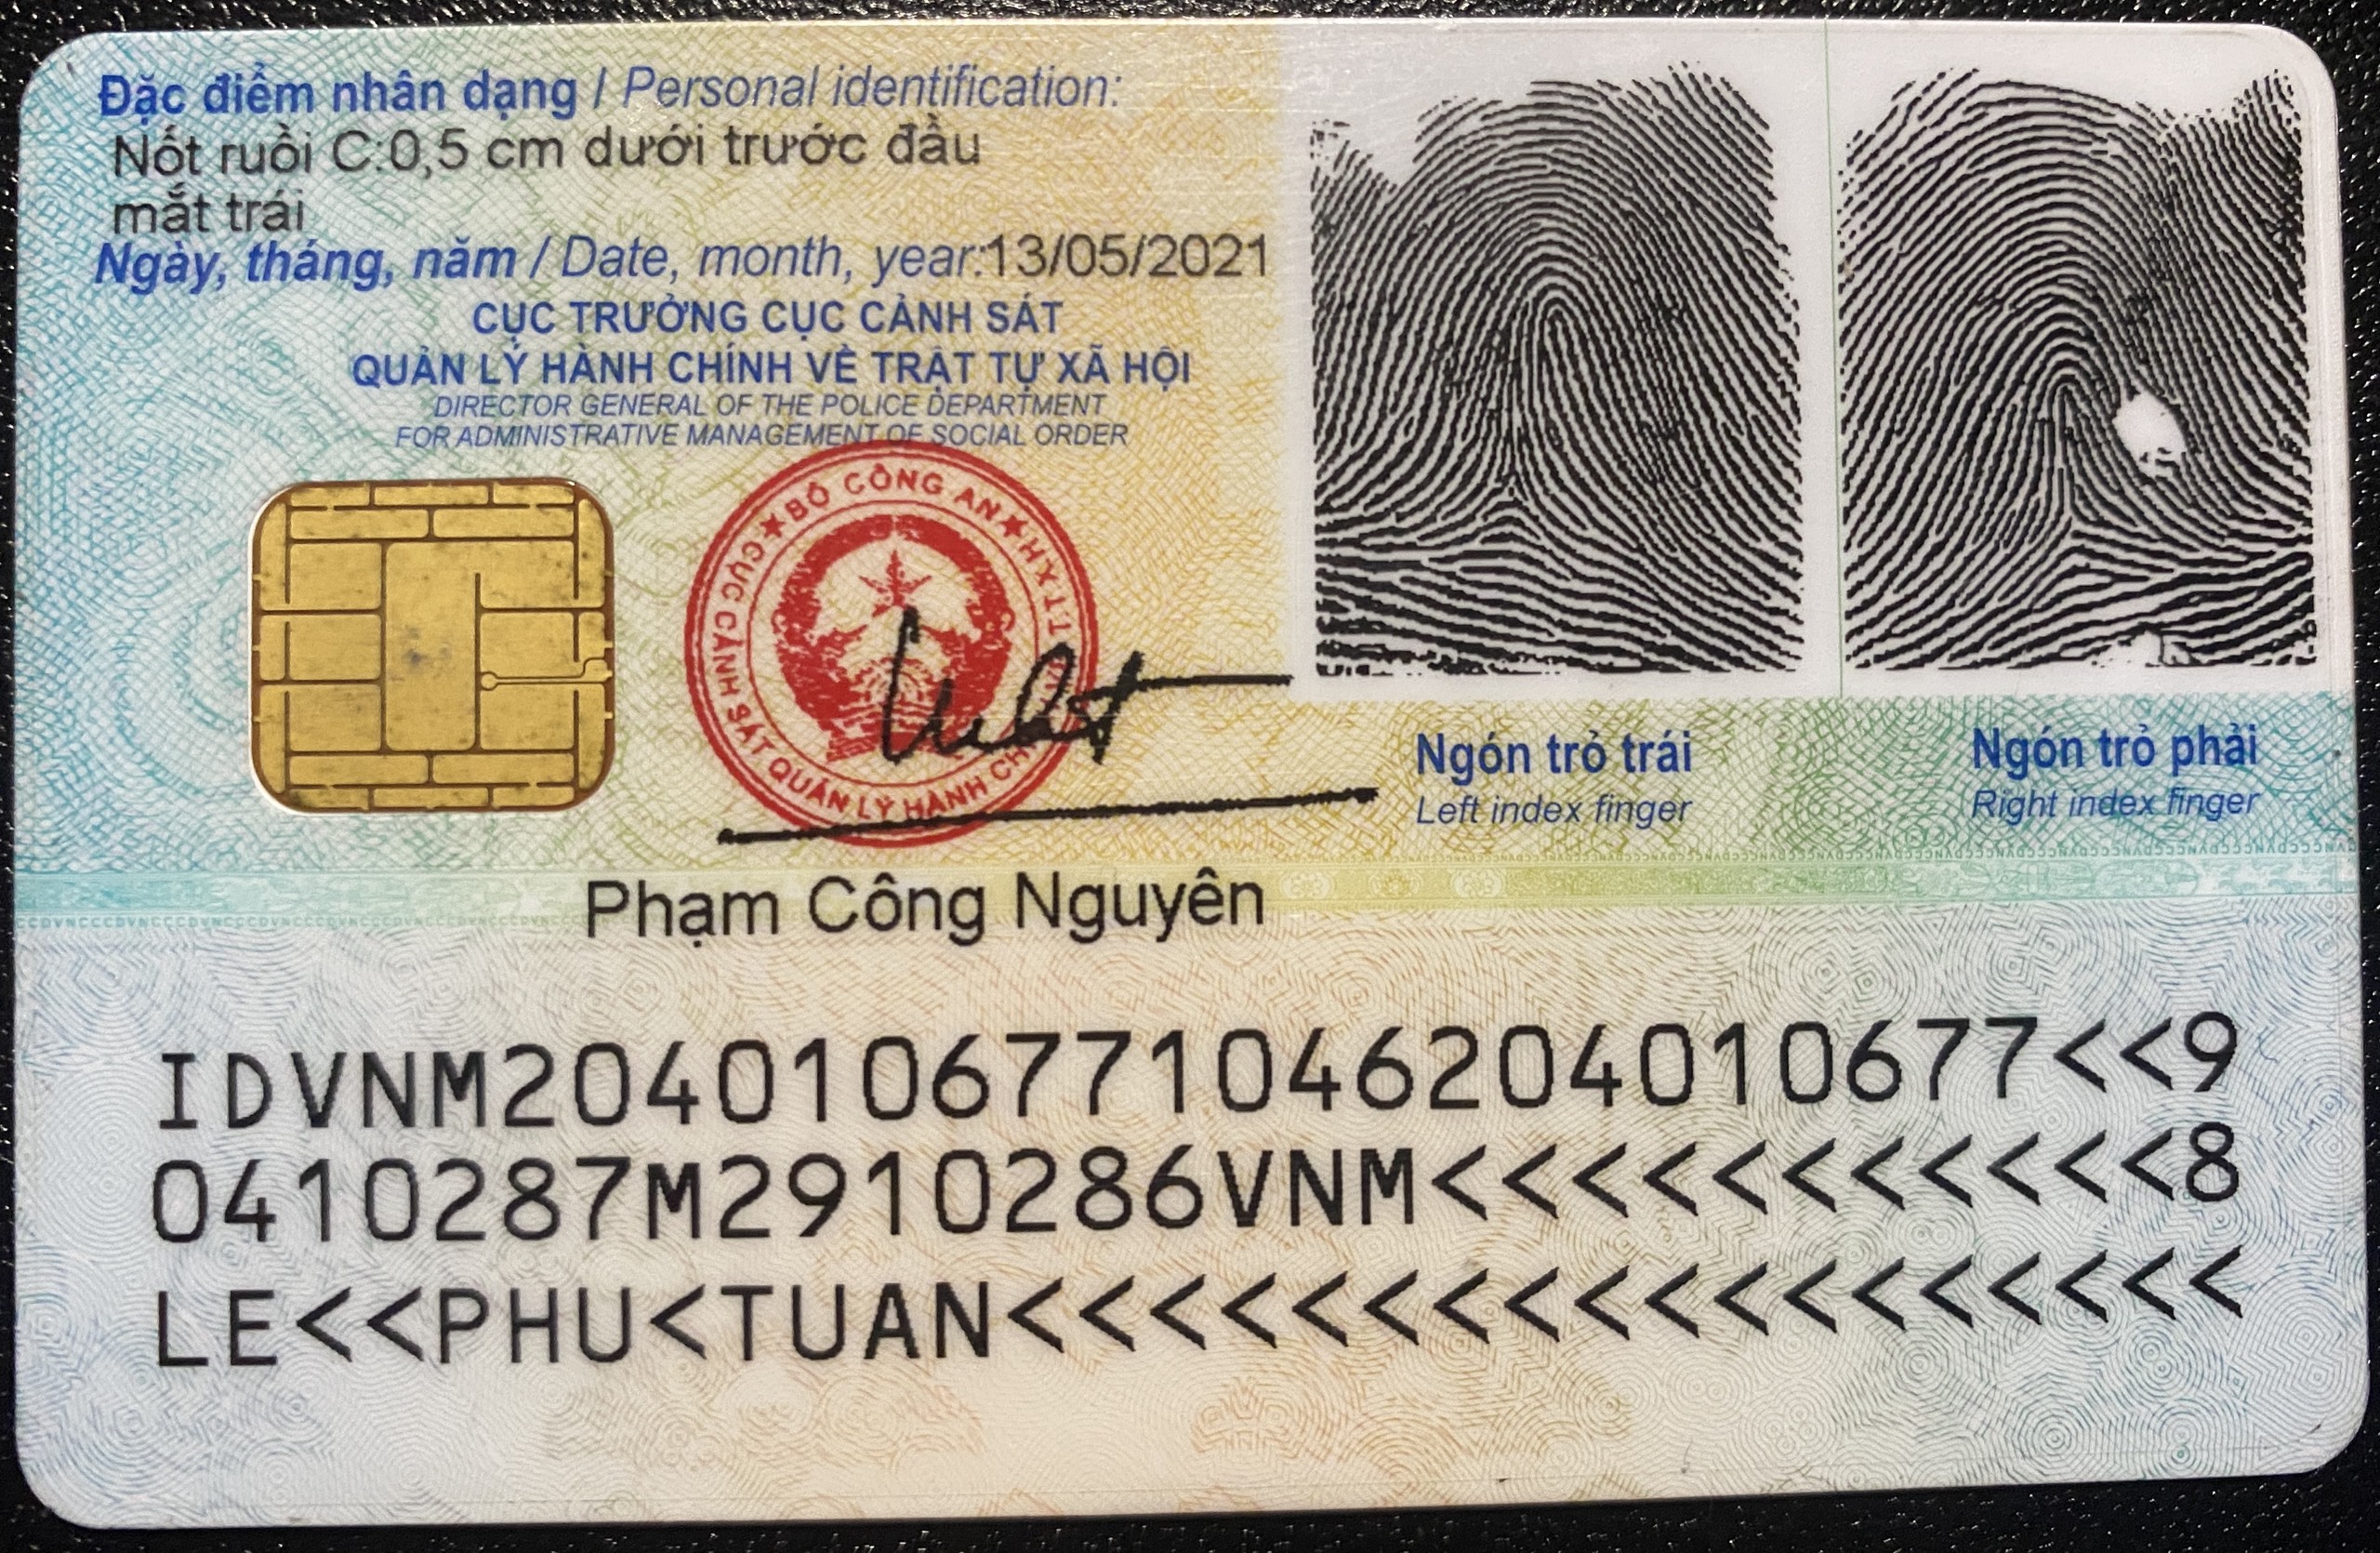 Đặc điểm nhân dạng / Personal identification:
Nốt ruồi C:0,5 cm dưới trước đầu
mắt trái
Ngày, tháng, năm / Date, month, year:13/05/2021
CỤC TRƯỞNG CỤC CẢNH SÁT
QUẢN LÝ HÀNH CHÍNH VỀ TRẬT TỰ XÃ HỘI
DIRECTOR GENERAL OF THE POLICE DEPARTMENT
FOR ADMINISTRATIVE MANAGEMENT OF SOCIAL ORDER
BỘ CÔNG AN
CỤC CẢNH SÁT QUẢN LÝ HÀNH CH
TTXH
Ngón trỏ trái
Left index finger
Ngón trỏ phải
Right index finger
Phạm Công Nguyên
IDVNM2040106771046204010677<<9
0410287M2910286VNM<<<<<<<<<<<8
LE<<PHU<TUAN<<<<<<<<<<<<<<<<<<